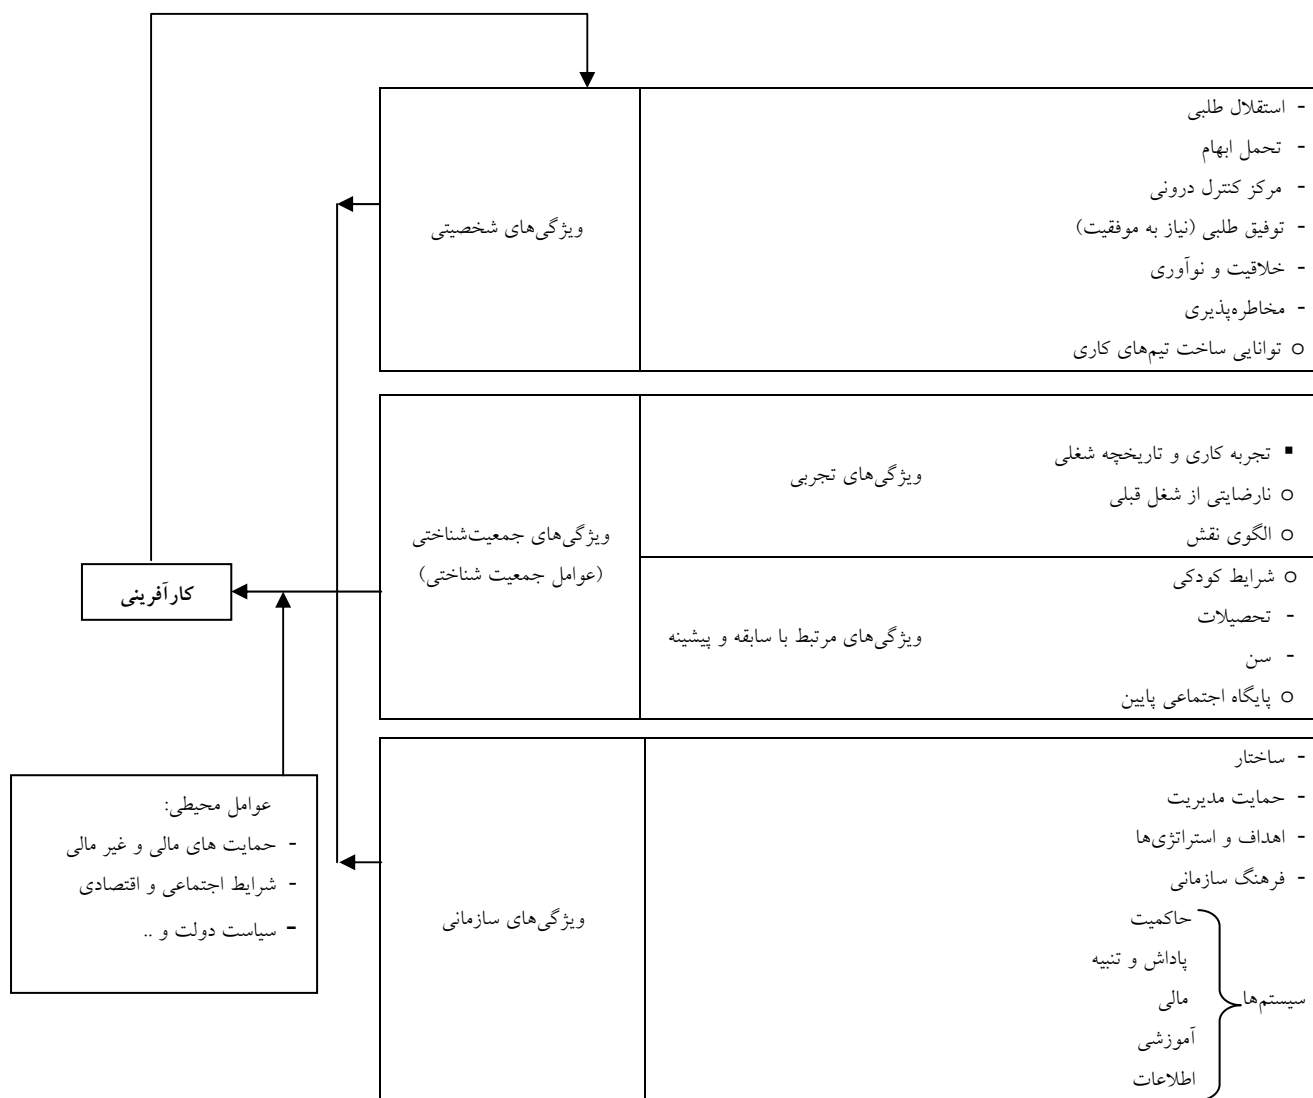 ویژگی‌های شخصیتی
- استقلال طلبی
- تحمل ابهام
- مرکز کنترل درونی
- توفیق طلبی (نیاز به موفقیت)
- خلاقیت و نوآوری
- مخاطره‌پذیری
o توانایی ساخت تیم‌های کاری
ویژگی‌های جمعیت‌شناختی
(عوامل جمعیت شناختی)
ویژگی‌های تجربی
▪ تجربه کاری و تاریخچه شغلی
o نارضایتی از شغل قبلی
o الگوی نقش
ویژگی‌های مرتبط با سابقه و پیشینه
o شرایط کودکی
- تحصیلات
- سن
o پایگاه اجتماعی پایین
ویژگی‌های سازمانی
- ساختار
- حمایت مدیریت
- اهداف و استراتژی‌ها
- فرهنگ سازمانی
سیستم‌ها
حاکمیت
پاداش و تنبیه
مالی
آموزشی
اطلاعات
کارآفرینی
عوامل محیطی:
- حمایت های مالی و غیر مالی
- شرایط اجتماعی و اقتصادی
- سیاست دولت و ..